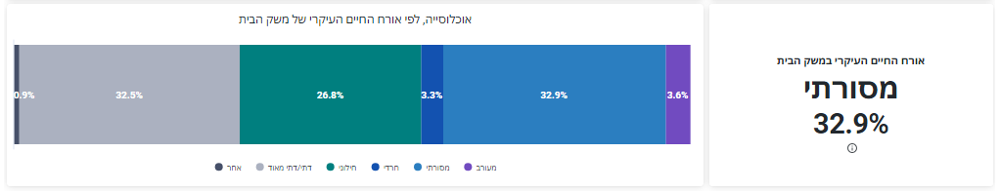 אוכלוסייה, לפי אורח החיים העיקרי של משק הבית
0.9% 32.5% 26.8% 3.3% 32.9% 3.6%
מעורב מסורתי חרדי חילוני דתי/דתי מאוד אחר
אורח החיים העיקרי במשק הבית
מסורתי
32.9%